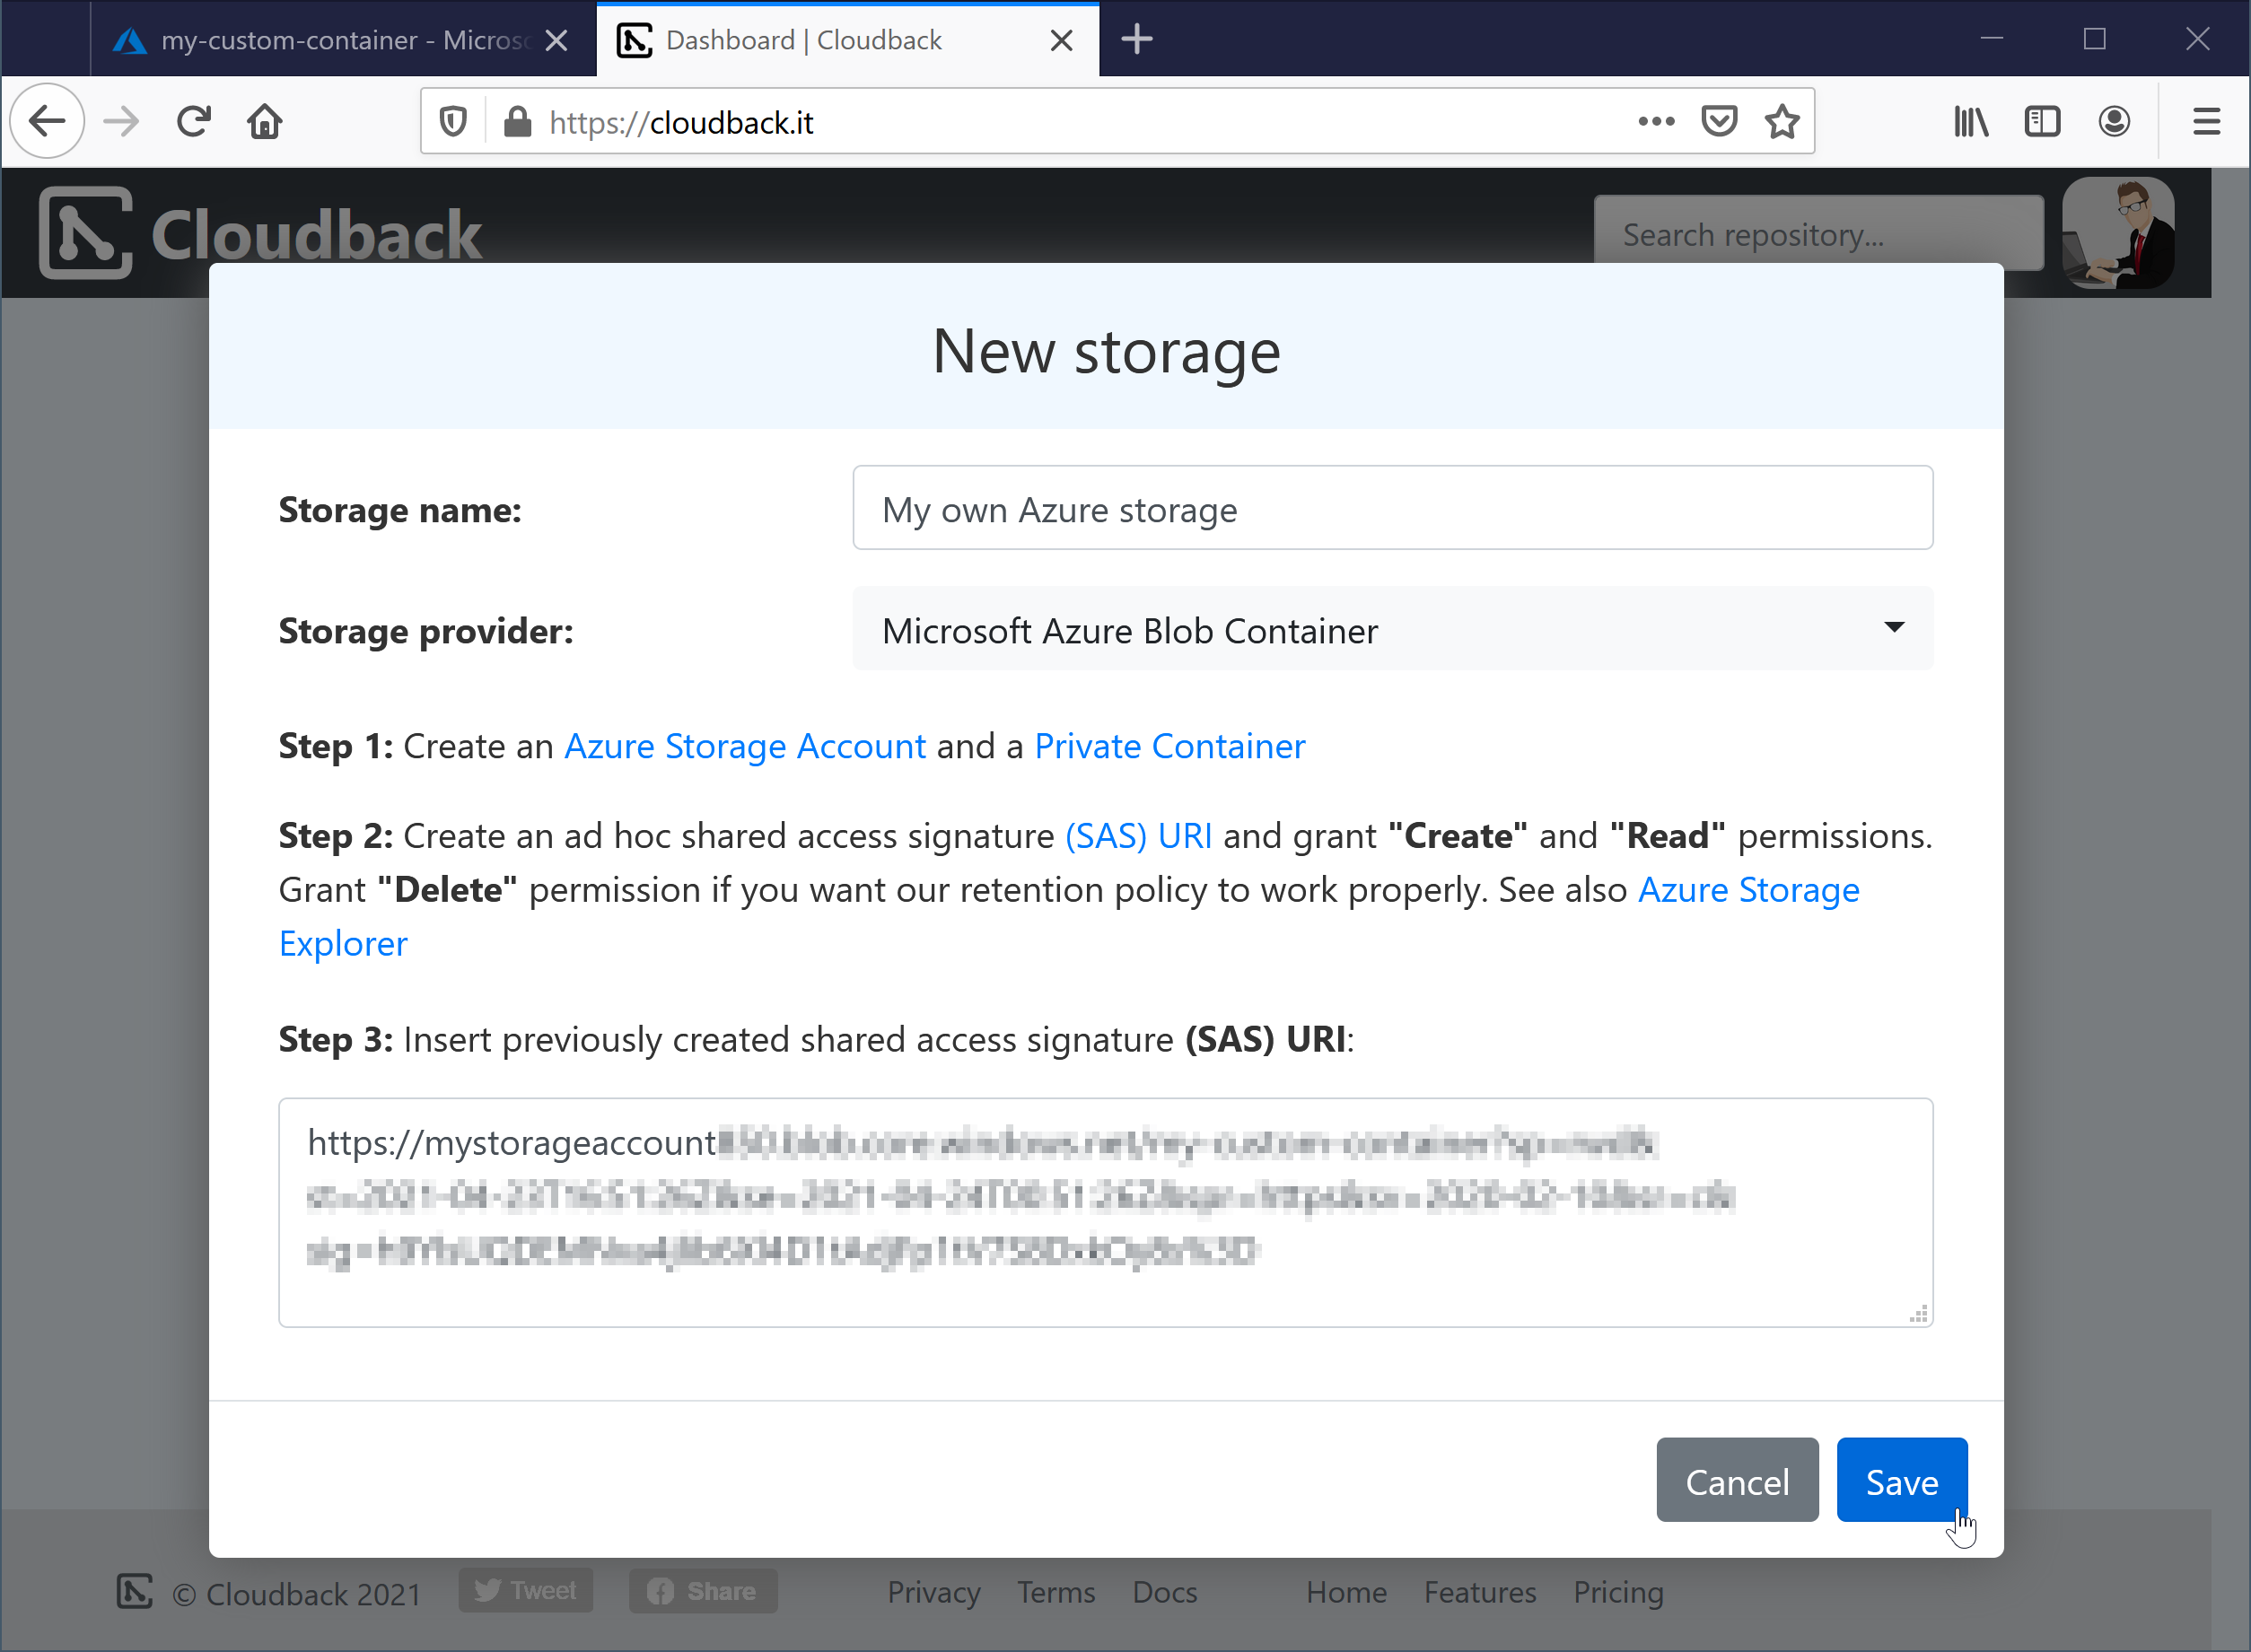 my-custom-container - Micros
Dashboard | Cloudback
https://cloudback.it
Cloudback
Search repository...
New storage
Storage name:
My own Azure storage
Storage provider:
Microsoft Azure Blob Container
Step 1: Create an Azure Storage Account and a Private Container
Step 2: Create an ad hoc shared access signature (SAS) URI and grant "Create" and "Read" permissions.
Grant "Delete" permission if you want our retention policy to work properly. See also Azure Storage
Explorer
Step 3: Insert previously created shared access signature (SAS) URI:
https://mystorageaccount
Cancel
Save
© Cloudback 2021
Tweet
Share
Privacy
Terms
Docs
Home
Features
Pricing